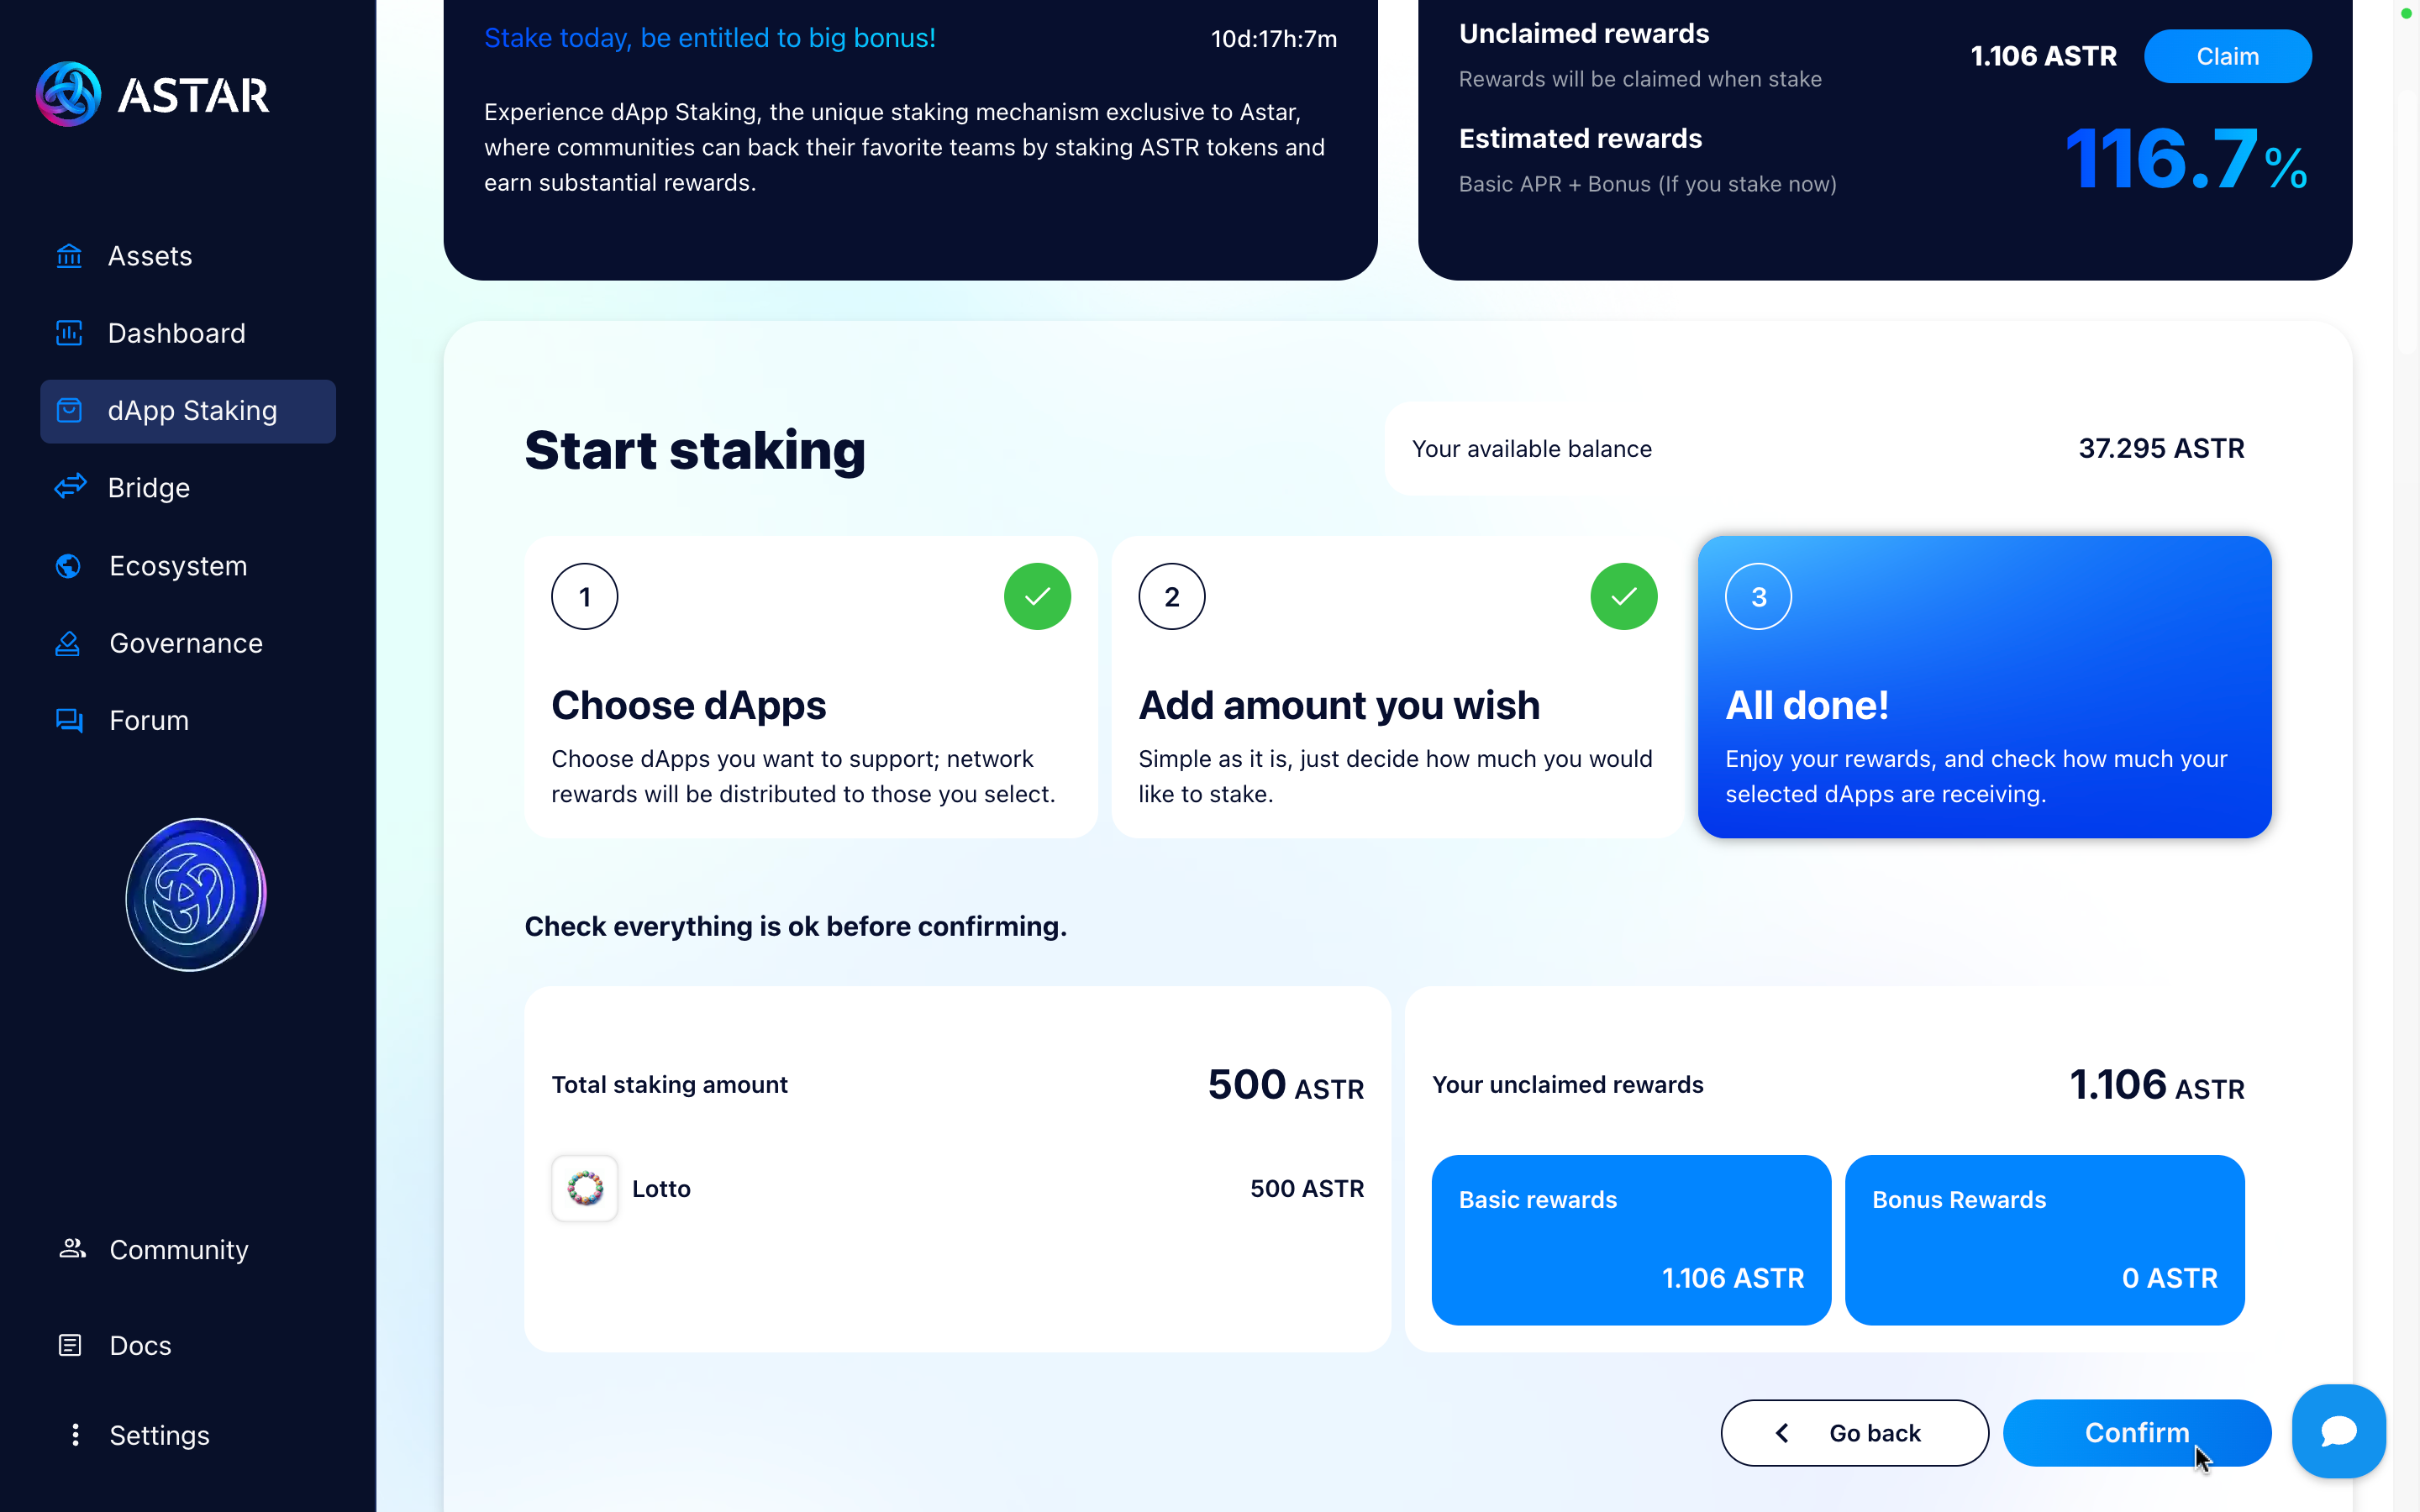 ASTAR
Assets
Dashboard
dApp Staking
Bridge
Ecosystem
Governance
Forum
Community
Docs
Settings
Stake today, be entitled to big bonus!
10d:17h:7m
Experience dApp Staking, the unique staking mechanism exclusive to Astar,
where communities can back their favorite teams by staking ASTR tokens and
earn substantial rewards.
Unclaimed rewards
Rewards will be claimed when stake
1.106 ASTR
Claim
Estimated rewards
Basic APR + Bonus (If you stake now)
116.7%
Start staking
Your available balance
37.295 ASTR
1
Choose dApps
Choose dApps you want to support; network
rewards will be distributed to those you select.
2
Add amount you wish
Simple as it is, just decide how much you would
like to stake.
3
All done!
Enjoy your rewards, and check how much your
selected dApps are receiving.
Check everything is ok before confirming.
Total staking amount
500 ASTR
Lotto
500 ASTR
Your unclaimed rewards
1.106 ASTR
Basic rewards
1.106 ASTR
Bonus Rewards
0 ASTR
Go back
Confirm